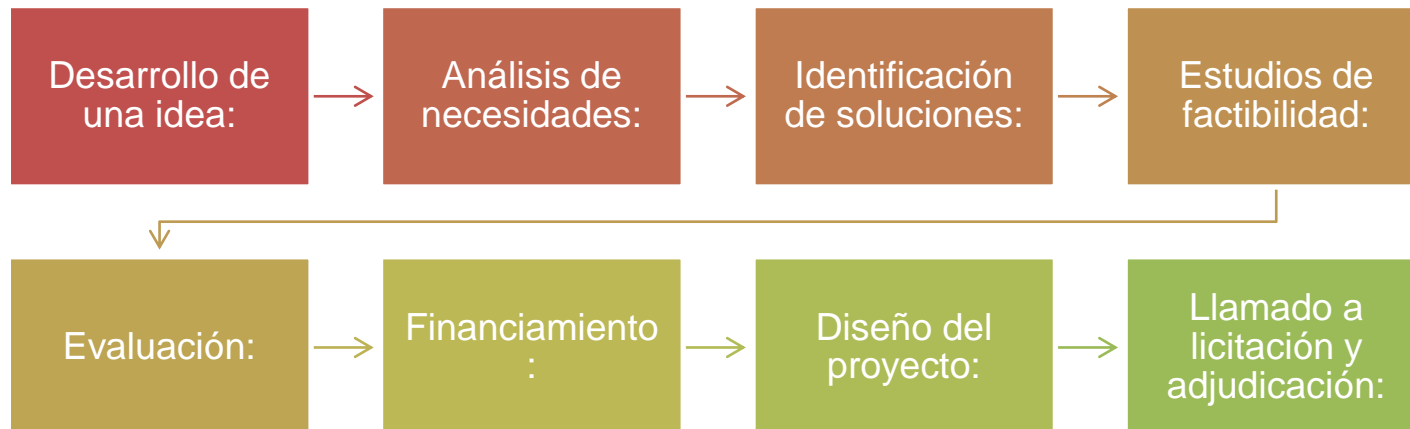 Desarrollo de
una idea:
Análisis de
necesidades:
Identificación
de soluciones:
Estudios de
factibilidad:
Evaluación:
Financiamiento
:
Diseño del
proyecto:
Llamado a
licitación y
adjudicación: